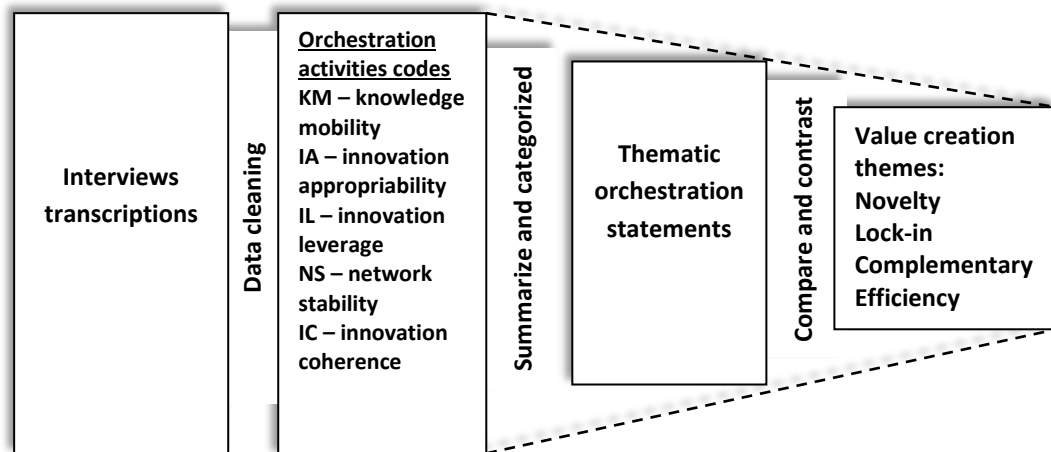 Interviews
transcriptions
Data cleaning
Orchestration
activities codes
KM – knowledge
mobility
IA – innovation
appropriability
IL – innovation
leverage
NS – network
stability
IC – innovation
coherence
Summarize and categorized
Thematic
orchestration
statements
Compare and contrast
Value creation
themes:
Novelty
Lock-in
Complementary
Efficiency